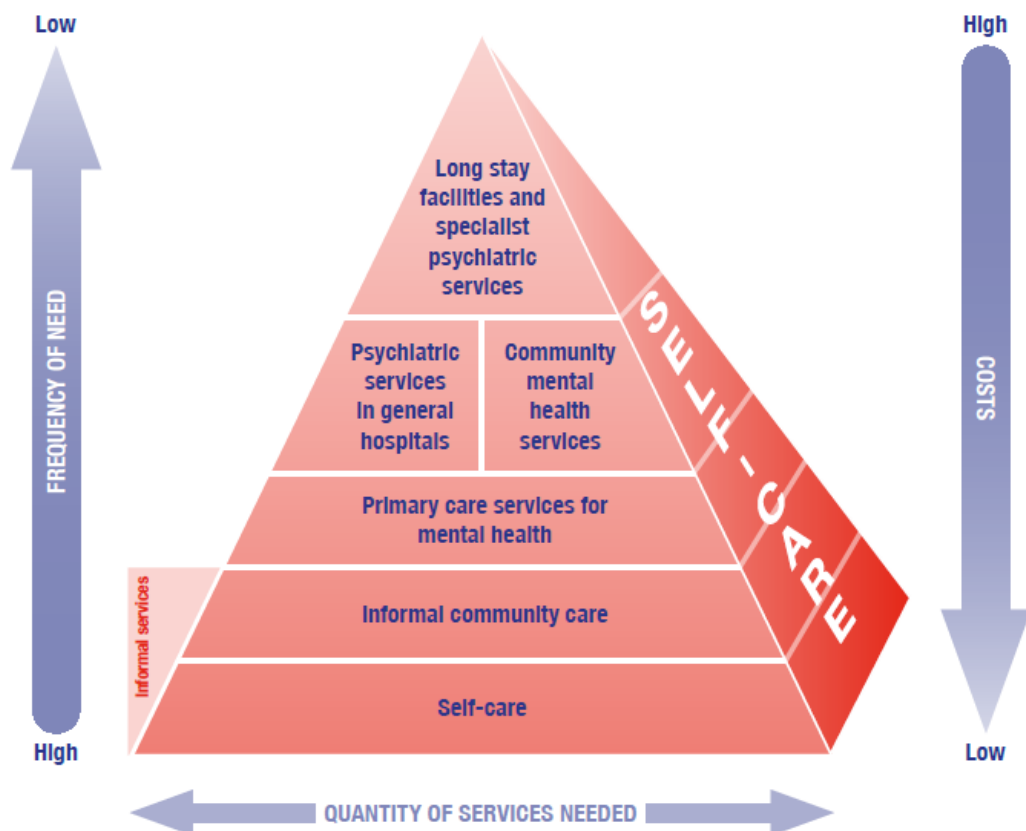 Low
High
FREQUENCY OF NEED
Long stay
facilities and
specialist
psychiatric
services
Psychiatric
services
in general
hospitals
Community
mental
health
services
Primary care services for
mental health
Informal services
Informal community care
Self-care
SELF-CARE
COSTS
High
Low
QUANTITY OF SERVICES NEEDED